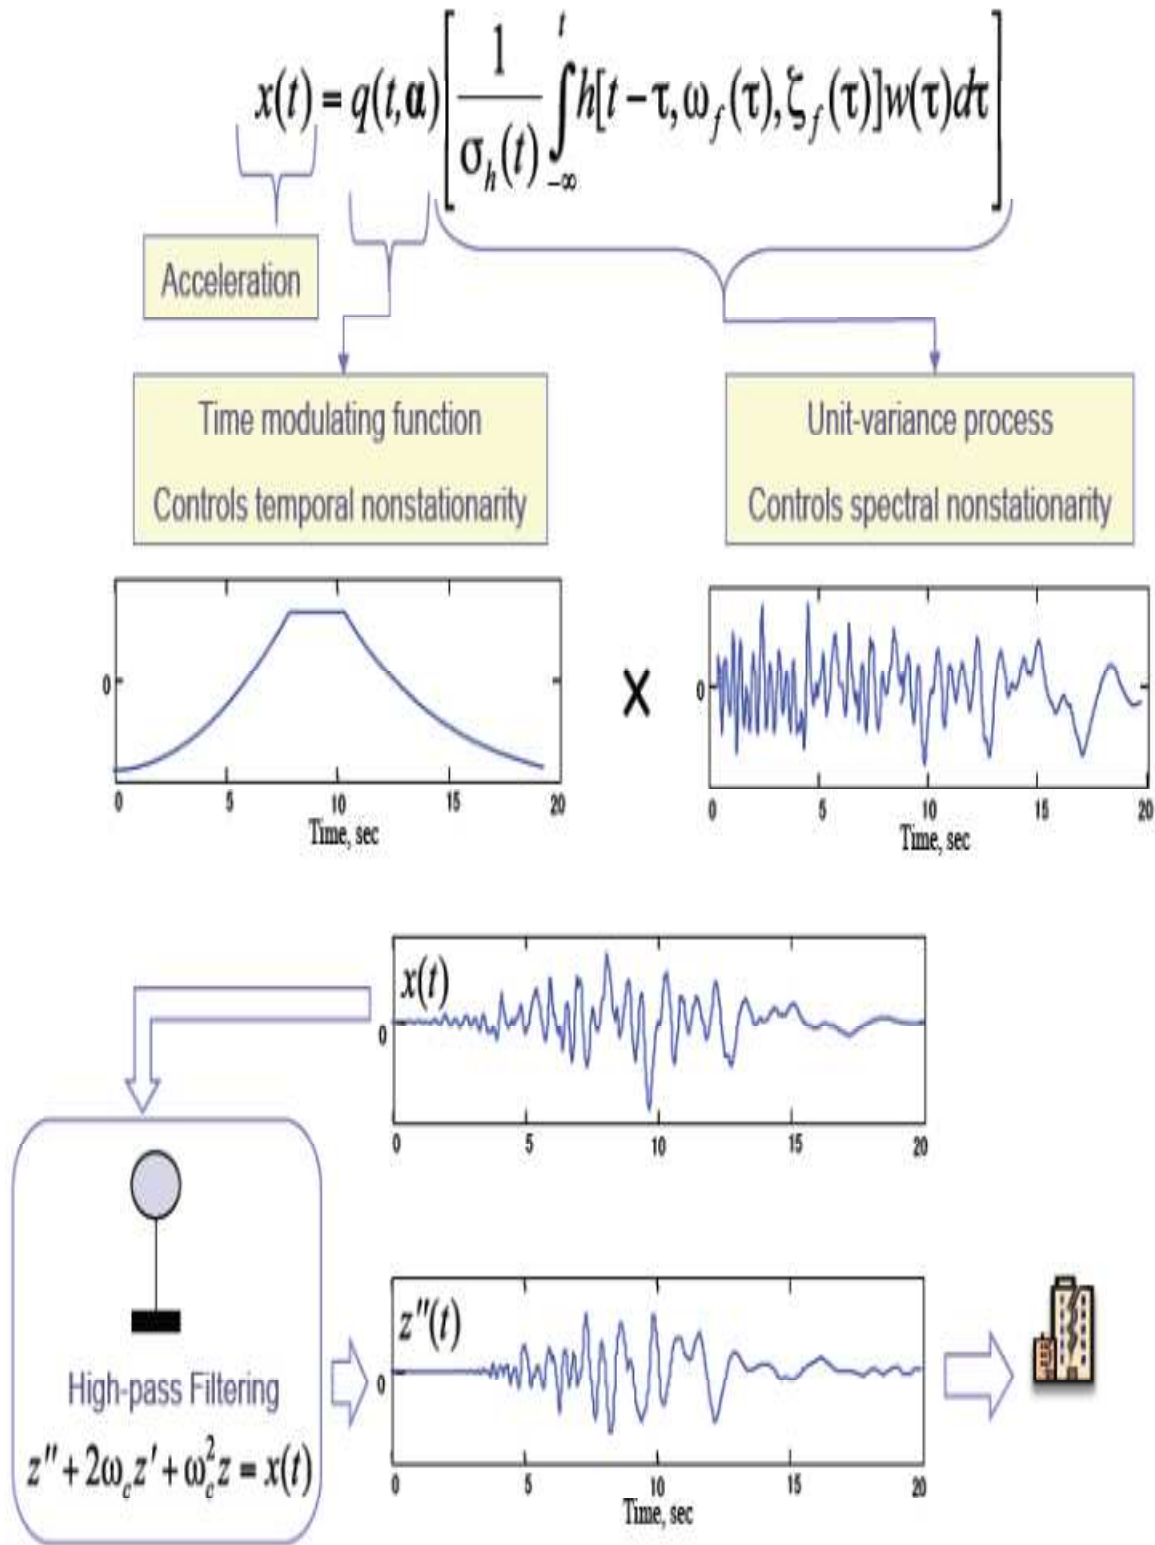 x(t) = q(t,α)[1/σ_h(t) ∫_{-∞}^{t} h[t − τ, ω_f(τ), ζ_f(τ)]w(τ)dτ]
Acceleration
Time modulating function
Controls temporal nonstationarity
Unit-variance process
Controls spectral nonstationarity
0
0 5 10 15 20
Time, sec
X
0
0 5 10 15 20
Time, sec
x(t)
0
0 5 10 15 20
High-pass Filtering
z″ + 2ω_c z′ + ω_c² z = x(t)
z″(t)
0
0 5 10 15 20
Time, sec